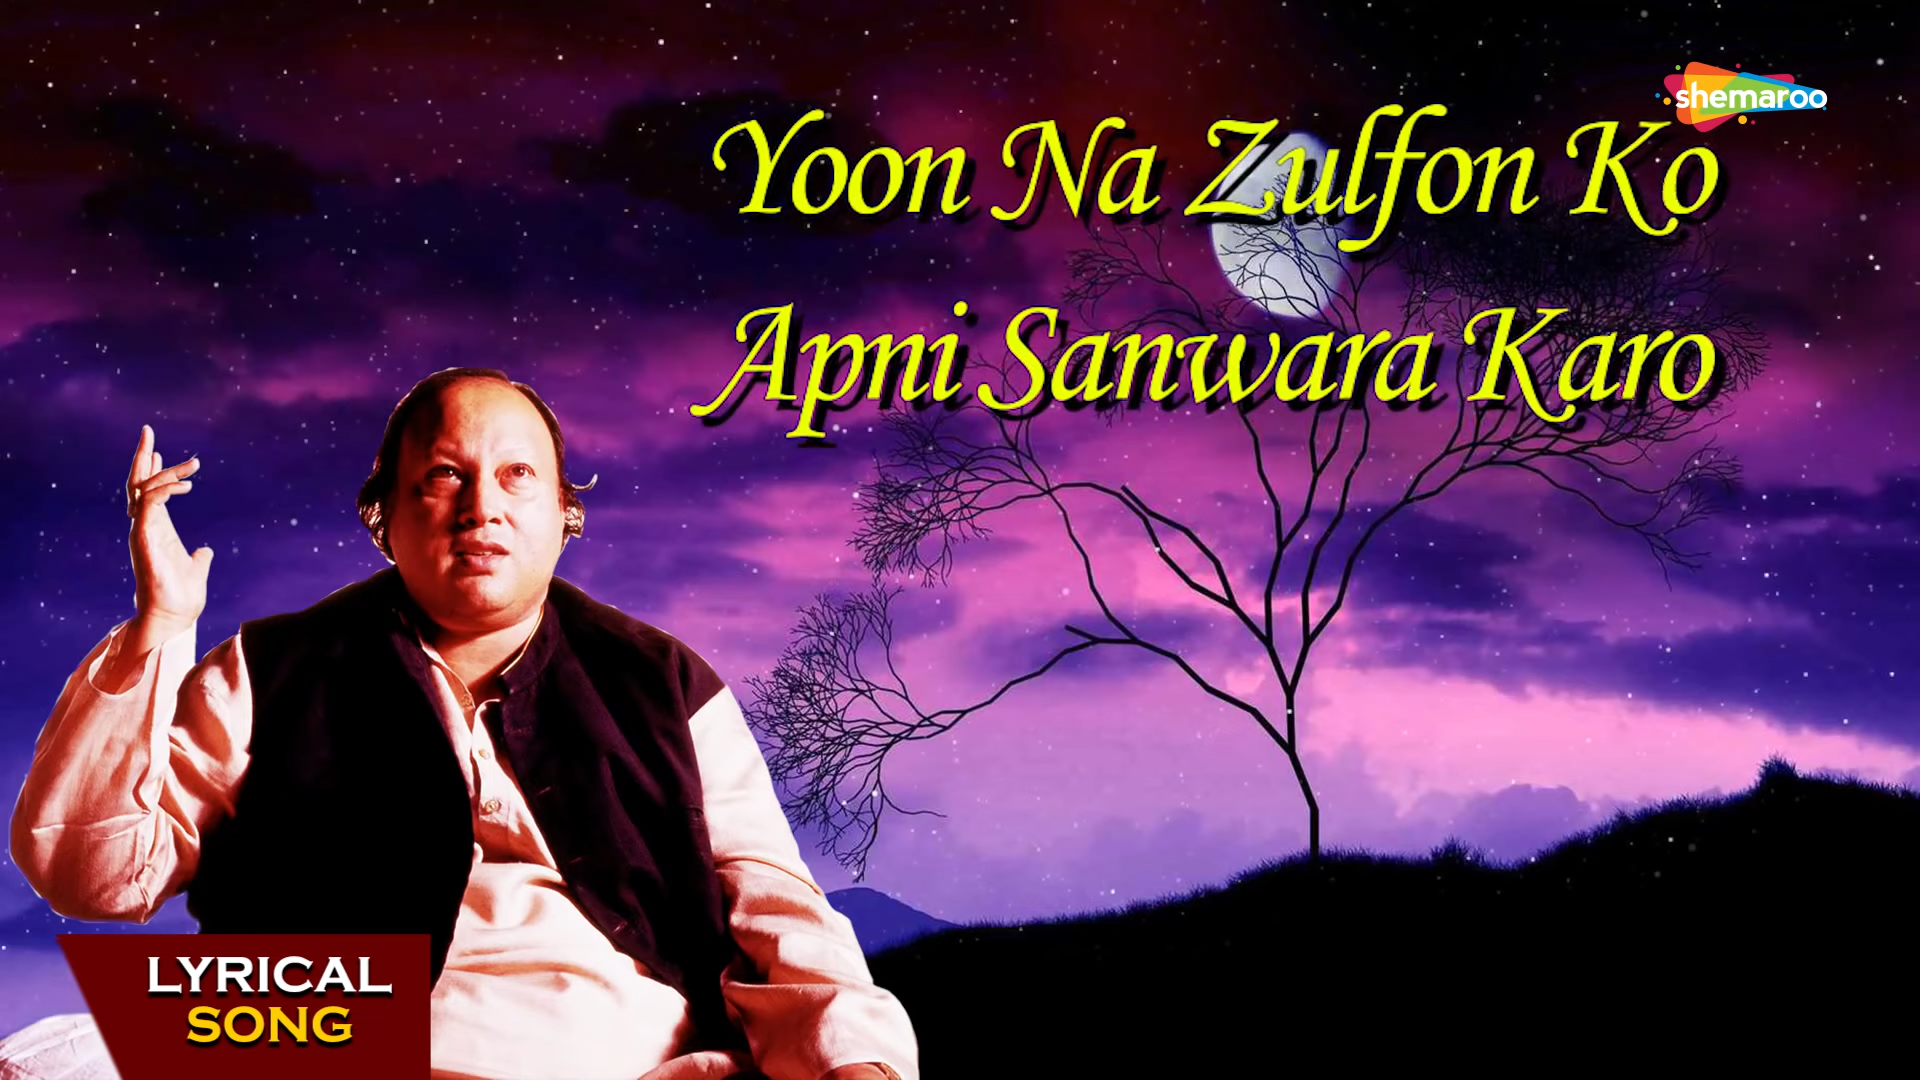 shemaroo
Yoon Na Zulfon Ko
Apni Sanwara Karo
LYRICAL
SONG